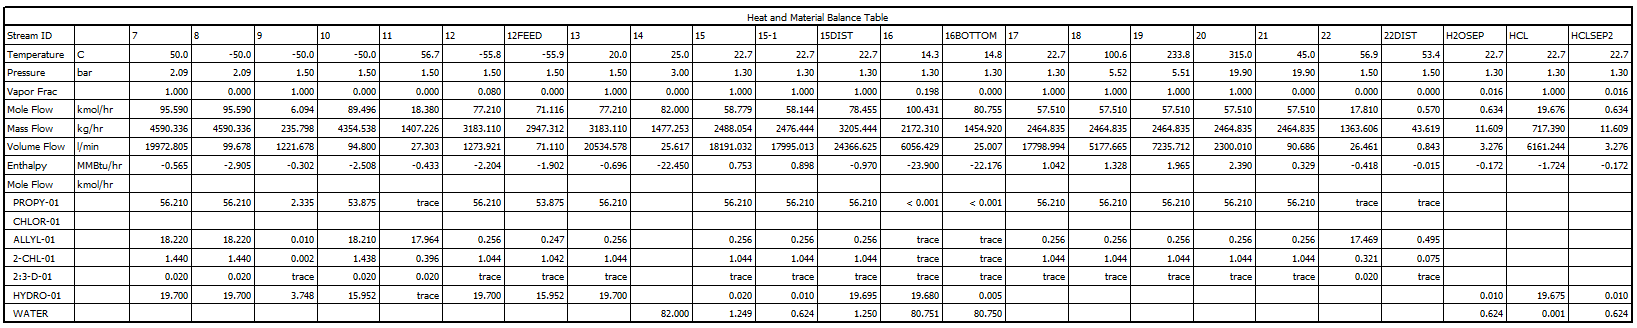 Heat and Material Balance Table
Stream ID 7 8 9 10 11 12 12FEED 13 14 15 15-1 15DIST 16 16BOTTOM 17 18 19 20 21 22 22DIST H2OSEP HCL HCLSEP2
Temperature C 50.0 -50.0 -50.0 -50.0 56.7 -55.8 -55.9 20.0 25.0 22.7 22.7 22.7 14.3 14.8 22.7 100.6 233.8 315.0 45.0 56.9 53.4 22.7 22.7 22.7
Pressure bar 2.09 2.09 1.50 1.50 1.50 1.50 1.50 1.50 3.00 1.30 1.30 1.30 1.30 1.30 1.30 5.52 5.51 19.90 19.90 1.50 1.50 1.30 1.30 1.30
Vapor Frac 1.000 0.000 1.000 0.000 0.000 0.080 0.000 1.000 0.000 1.000 1.000 1.000 0.198 0.000 1.000 1.000 1.000 1.000 0.000 0.000 0.000 0.016 1.000 0.016
Mole Flow kmol/hr 95.590 95.590 6.094 89.496 18.380 77.210 71.116 77.210 82.000 58.779 58.144 78.455 100.431 80.755 57.510 57.510 57.510 57.510 57.510 17.810 0.570 0.634 19.676 0.634
Mass Flow kg/hr 4590.336 4590.336 235.798 4354.538 1407.226 3183.110 2947.312 3183.110 1477.253 2488.054 2476.444 3205.444 2172.310 1454.920 2464.835 2464.835 2464.835 2464.835 2464.835 1363.606 43.619 11.609 717.390 11.609
Volume Flow l/min 19972.805 99.678 1221.678 94.800 27.303 1273.921 71.110 20534.578 25.617 18191.032 17995.013 24366.625 6056.429 25.007 17798.994 5177.665 7235.712 2300.010 90.686 26.461 0.843 3.276 6161.244 3.276
Enthalpy MMBtu/hr -0.565 -2.905 -0.302 -2.508 -0.433 -2.204 -1.902 -0.696 -22.450 0.753 0.898 -0.970 -23.900 -22.176 1.042 1.328 1.965 2.390 0.329 -0.418 -0.015 -0.172 -1.724 -0.172
Mole Flow kmol/hr
PROPY-01 56.210 56.210 2.335 53.875 trace 56.210 53.875 56.210 56.210 56.210 56.210 < 0.001 < 0.001 56.210 56.210 56.210 56.210 56.210 trace trace
CHLOR-01
ALLYL-01 18.220 18.220 0.010 18.210 17.964 0.256 0.247 0.256 0.256 0.256 0.256 trace trace 0.256 0.256 0.256 0.256 0.256 17.469 0.495
2-CHL-01 1.440 1.440 0.002 1.438 0.396 1.044 1.042 1.044 1.044 1.044 1.044 trace trace 1.044 1.044 1.044 1.044 1.044 0.321 0.075
2:3-D-01 0.020 0.020 trace 0.020 0.020 trace trace trace trace trace trace trace trace trace trace trace trace trace 0.020 trace
HYDRO-01 19.700 19.700 3.748 15.952 trace 19.700 15.952 19.700 0.020 0.010 19.695 19.680 0.005 0.010 19.675 0.010
WATER 82.000 1.249 0.624 1.250 80.751 80.750 0.624 0.001 0.624